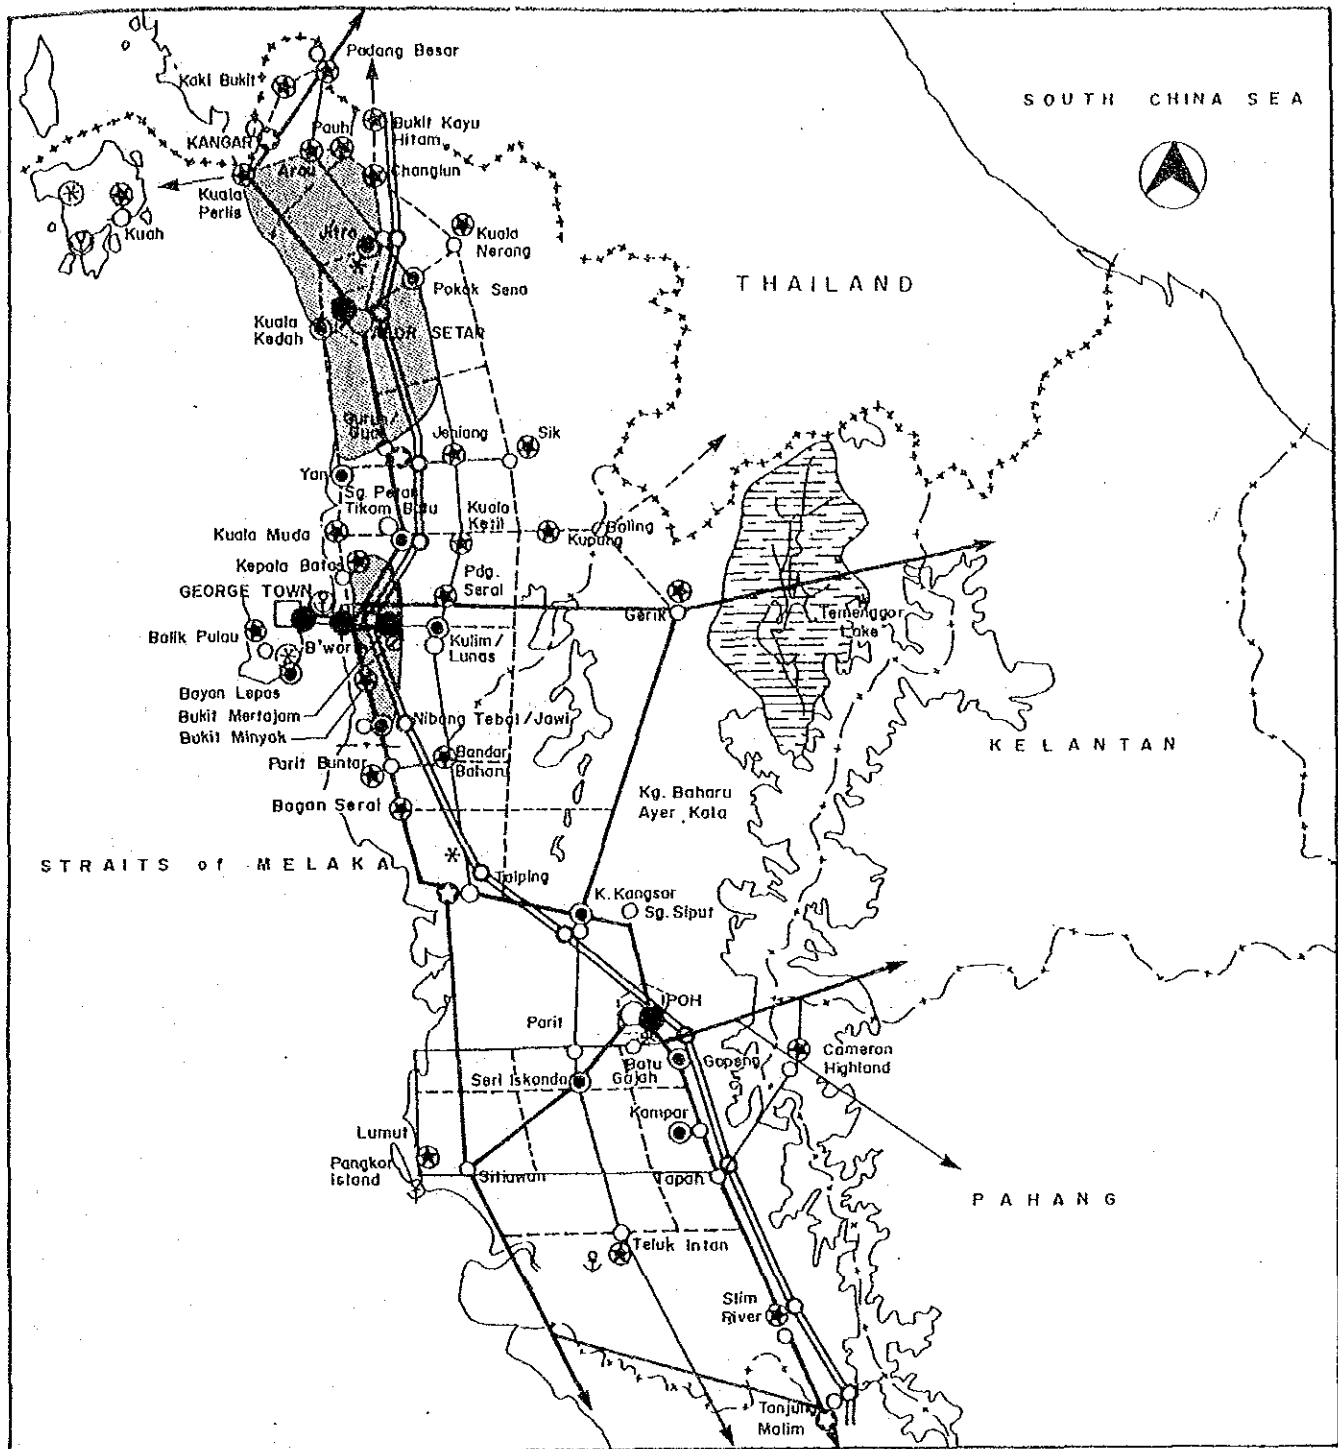 Padang Besar
Kaki Bukit
SOUTH CHINA SEA
KANGAR
Pauh
Bukit Kayu
Hitam
Arau
Changlun
Kuala
Perlis
Kuah
Jitra
Kuala
Nerang
THAILAND
Pokok Sena
Kuala
Kedah
ALOR SETAR
Gurun/
Guar
Jeniang
Sik
Yan
Sg. Petani
Tikam Batu
Kuala
Ketil
Kuala Muda
Baling
Kupang
Kepala Batas
Pdg.
Serai
GEORGE TOWN
Gerik
Temenggor
Lake
Balik Pulau
B'worth
Kulim/
Lunas
Bayan Lepas
Bukit Mertajam
Bukit Minyak
Nibong Tebal/Jawi
KELANTAN
Parit Buntar
Bandar
Baharu
Bagan Serai
Kg. Baharu
Ayer Kala
STRAITS of MELAKA
Taiping
K. Kangsar
Sg. Siput
IPOH
Parit
Batu
Gajah
Gopeng
Cameron
Highland
Seri Iskandar
Kampar
Lumut
Pangkor
Island
Sitiawan
Tapah
PAHANG
Teluk Intan
Slim
River
Tanjung
Malim